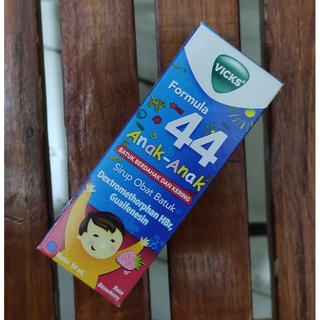 VICKS
Formula
44
Anak-Anak
BATUK BERDAHAK DAN KERING
Sirup Obat Batuk
Dextromethorphan HBr,
Guaifenesin
Netto 54 ml
Rasa
Strawberry